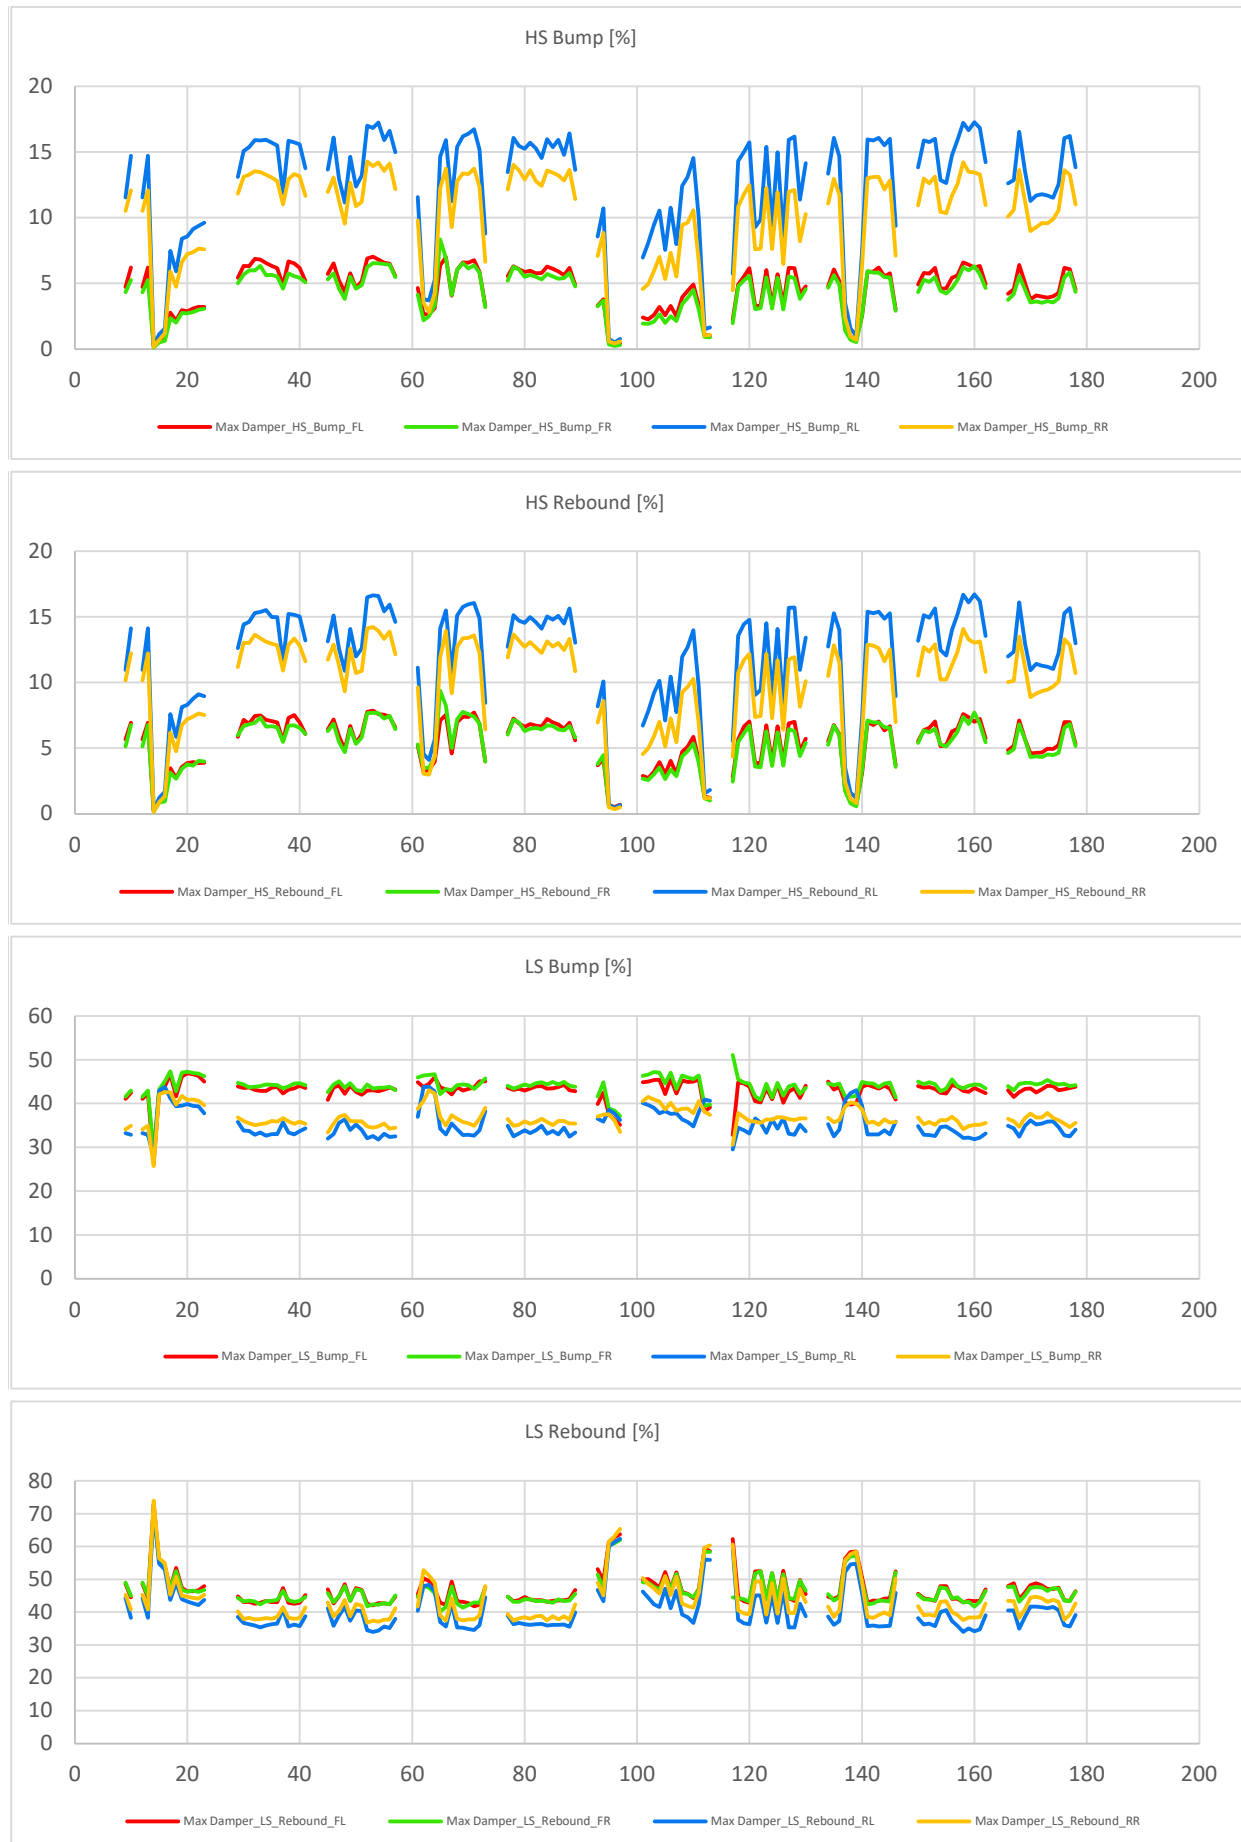 HS Bump [%]
20
15
10
5
0
0 20 40 60 80 100 120 140 160 180 200
Max Damper_HS_Bump_FL Max Damper_HS_Bump_FR Max Damper_HS_Bump_RL Max Damper_HS_Bump_RR
HS Rebound [%]
20
15
10
5
0
0 20 40 60 80 100 120 140 160 180 200
Max Damper_HS_Rebound_FL Max Damper_HS_Rebound_FR Max Damper_HS_Rebound_RL Max Damper_HS_Rebound_RR
LS Bump [%]
60
50
40
30
20
10
0
0 20 40 60 80 100 120 140 160 180 200
Max Damper_LS_Bump_FL Max Damper_LS_Bump_FR Max Damper_LS_Bump_RL Max Damper_LS_Bump_RR
LS Rebound [%]
80
70
60
50
40
30
20
10
0
0 20 40 60 80 100 120 140 160 180 200
Max Damper_LS_Rebound_FL Max Damper_LS_Rebound_FR Max Damper_LS_Rebound_RL Max Damper_LS_Rebound_RR